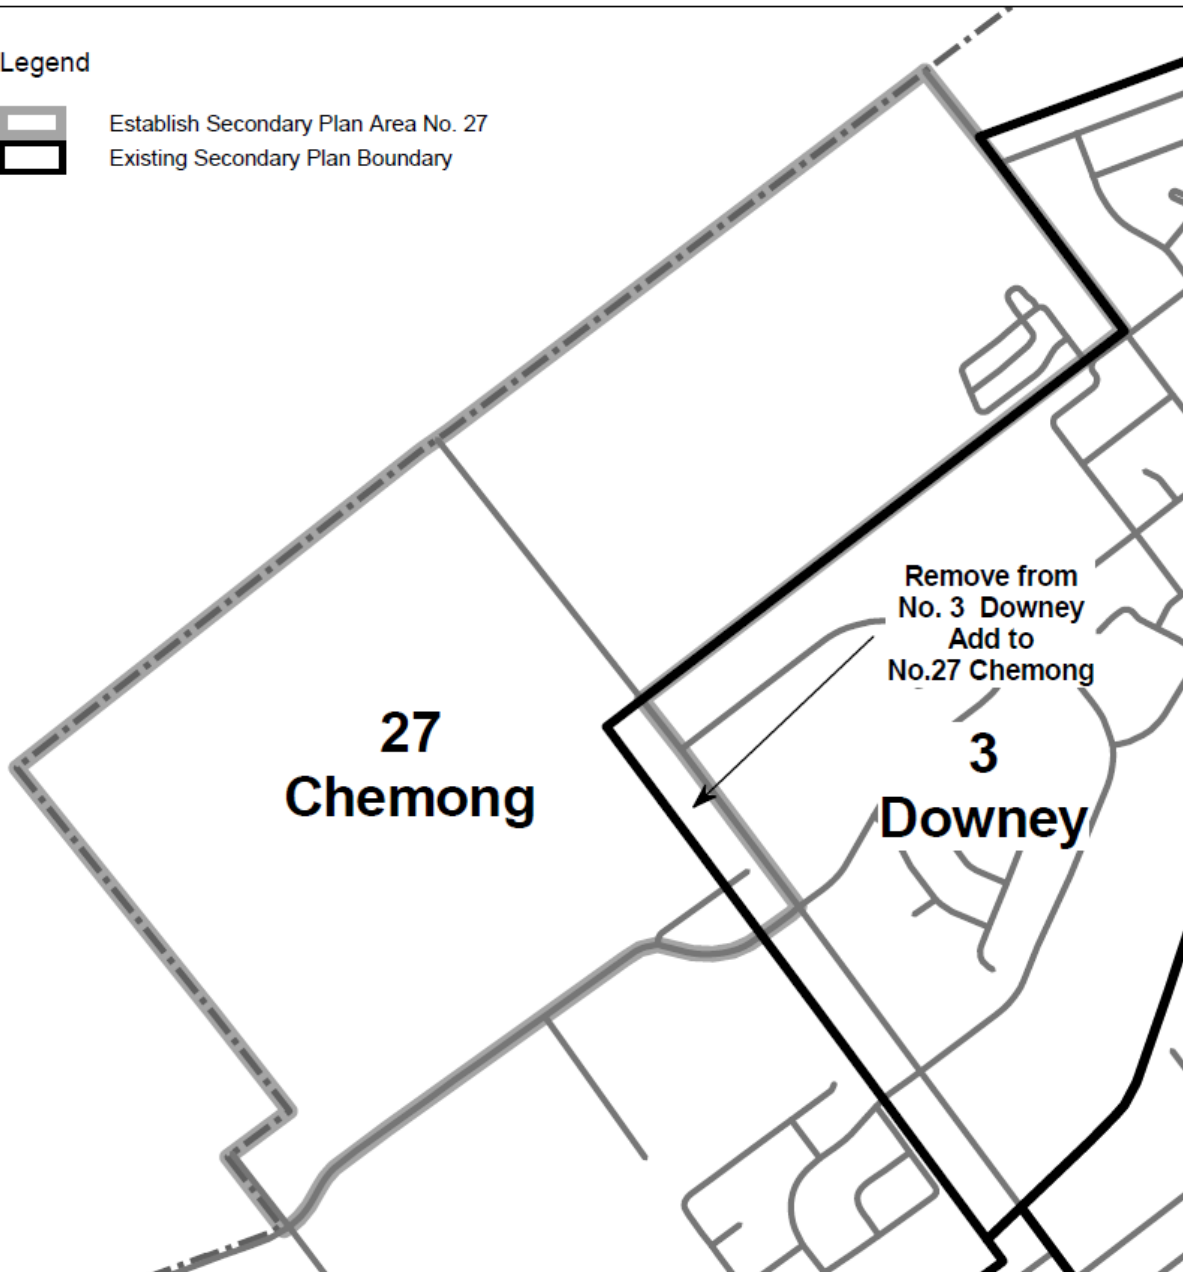 Legend
Establish Secondary Plan Area No. 27
Existing Secondary Plan Boundary
Remove from
No. 3 Downey
Add to
No.27 Chemong
27
Chemong
3
Downey